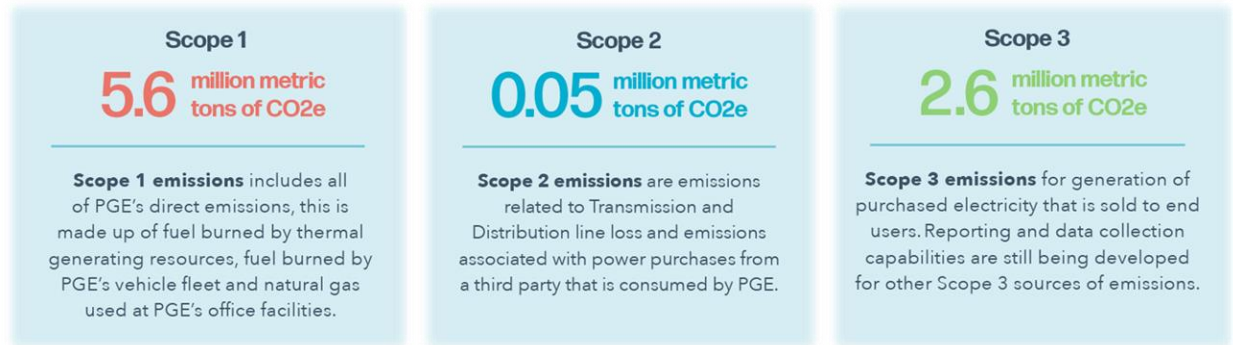 Scope 1
5.6 million metric
tons of CO2e
Scope 1 emissions includes all
of PGE's direct emissions, this is
made up of fuel burned by thermal
generating resources, fuel burned by
PGE's vehicle fleet and natural gas
used at PGE's office facilities.
Scope 2
0.05 million metric
tons of CO2e
Scope 2 emissions are emissions
related to Transmission and
Distribution line loss and emissions
associated with power purchases from
a third party that is consumed by PGE.
Scope 3
2.6 million metric
tons of CO2e
Scope 3 emissions for generation of
purchased electricity that is sold to end
users. Reporting and data collection
capabilities are still being developed
for other Scope 3 sources of emissions.